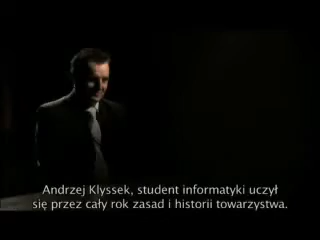 Andrzej Klyssek, student informatyki uczył
się przez cały rok zasad i historii towarzystwa.